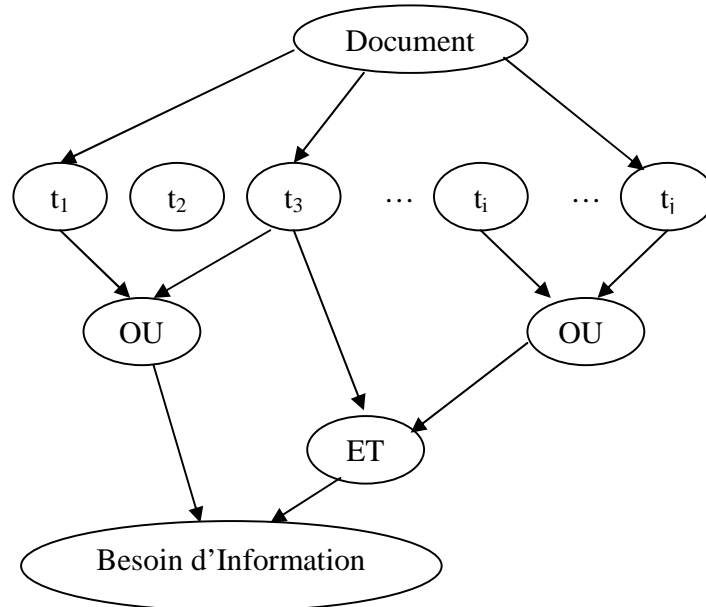 Document
t₁ t₂ t₃ … tᵢ … tⱼ
OU OU
ET
Besoin d’Information